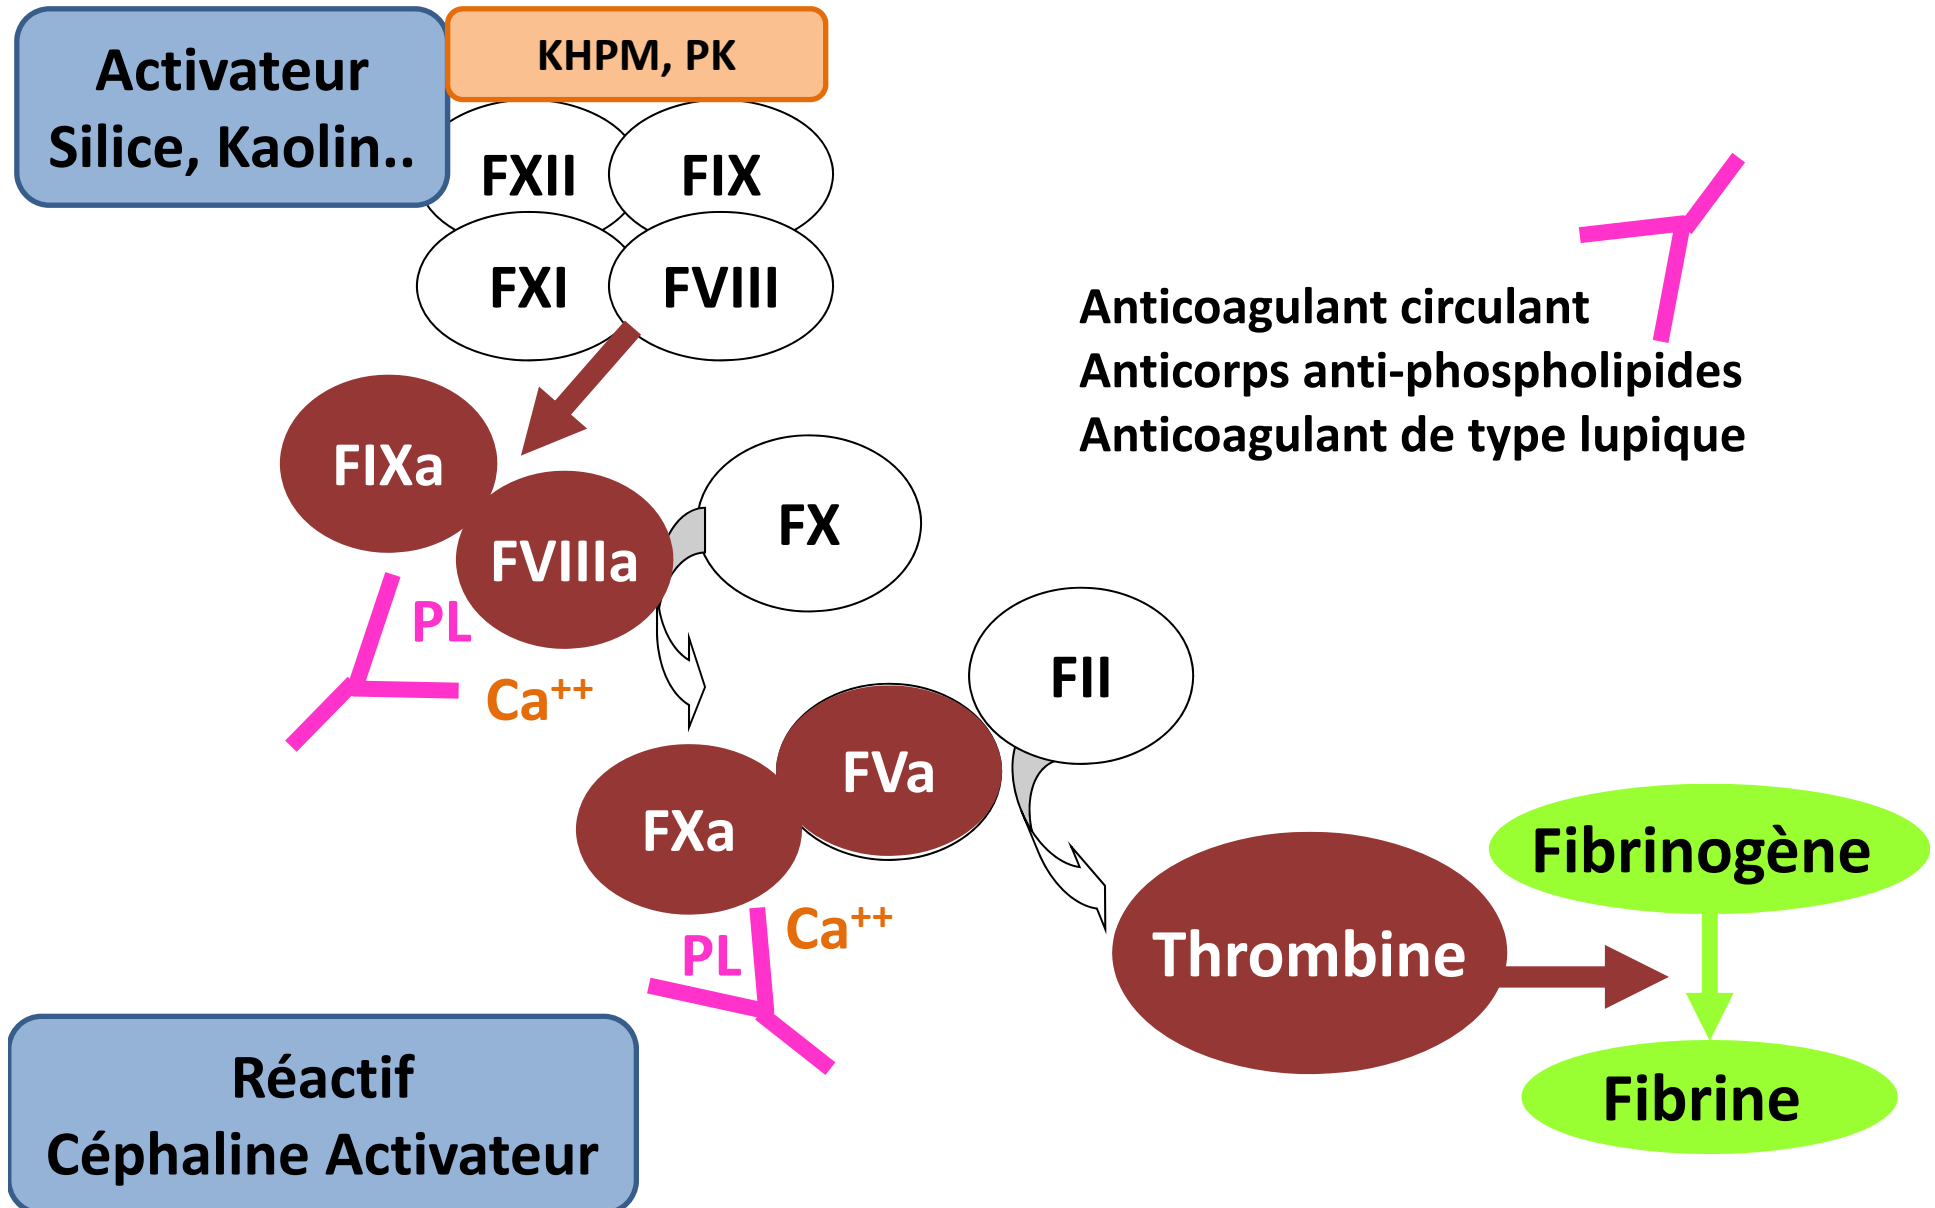 Activateur
Silice, Kaolin..
KHPM, PK
FXII
FIX
FXI
FVIII
Anticoagulant circulant
Anticorps anti-phospholipides
Anticoagulant de type lupique
FIXa
FVIIIa
FX
PL
Ca⁺⁺
FII
FVa
FXa
PL
Ca⁺⁺
Thrombine
Fibrinogène
Fibrine
Réactif
Céphaline Activateur